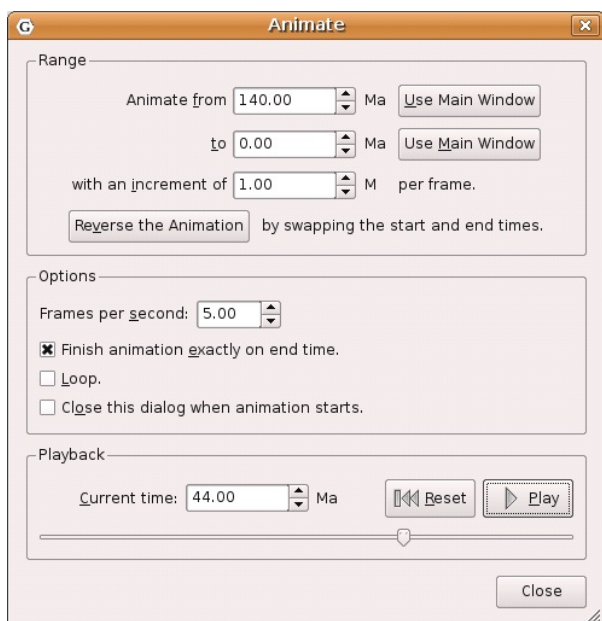 G Animate
Range
Animate from 140.00 Ma Use Main Window
to 0.00 Ma Use Main Window
with an increment of 1.00 M per frame.
Reverse the Animation by swapping the start and end times.
Options
Frames per second: 5.00
Finish animation exactly on end time.
Loop.
Close this dialog when animation starts.
Playback
Current time: 44.00 Ma Reset Play
Close